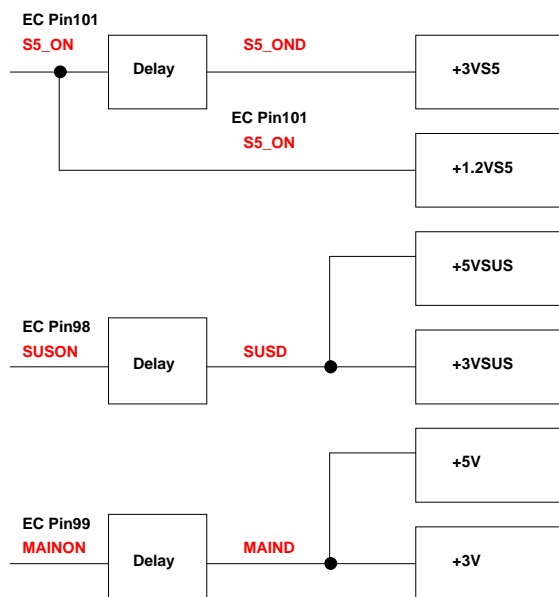 EC Pin101
S5_ON
Delay
S5_OND
+3VS5
EC Pin101
S5_ON
+1.2VS5
+5VSUS
EC Pin98
SUSON
Delay
SUSD
+3VSUS
+5V
EC Pin99
MAINON
Delay
MAIND
+3V